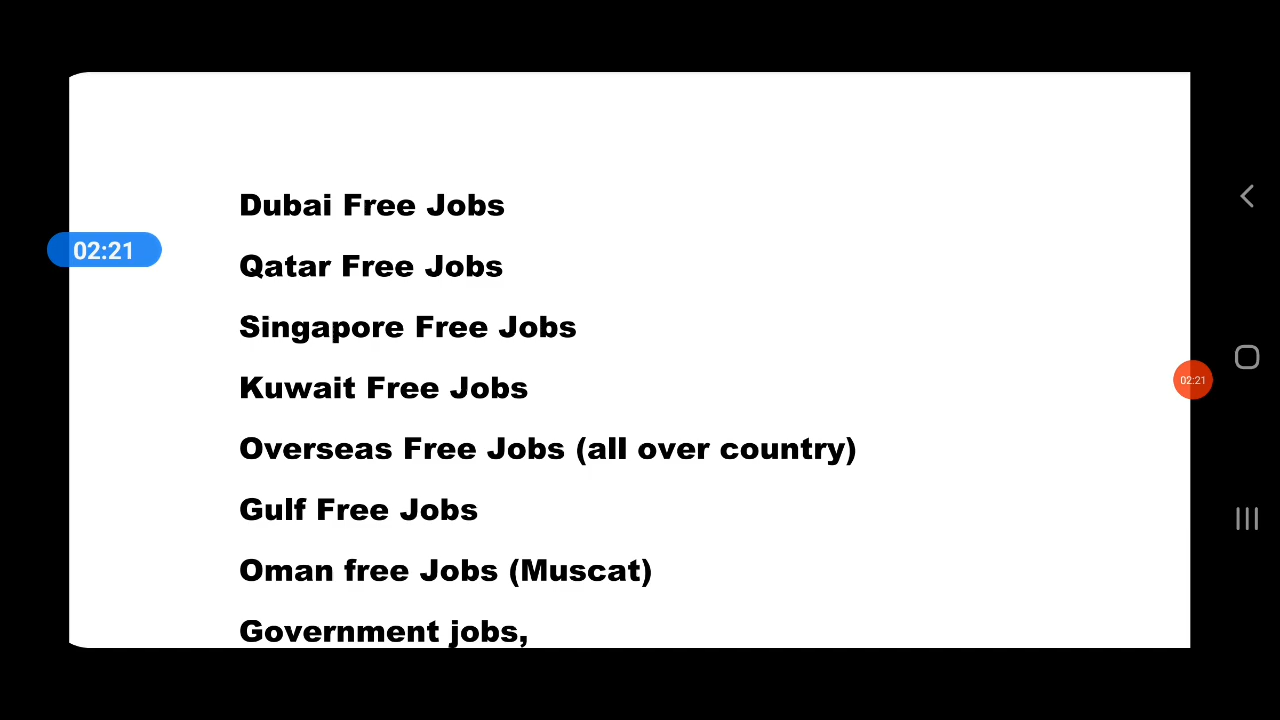 Dubai Free Jobs
Qatar Free Jobs
02:21
Singapore Free Jobs
Kuwait Free Jobs
02:21
Overseas Free Jobs (all over country)
Gulf Free Jobs
Oman free Jobs (Muscat)
Government jobs,